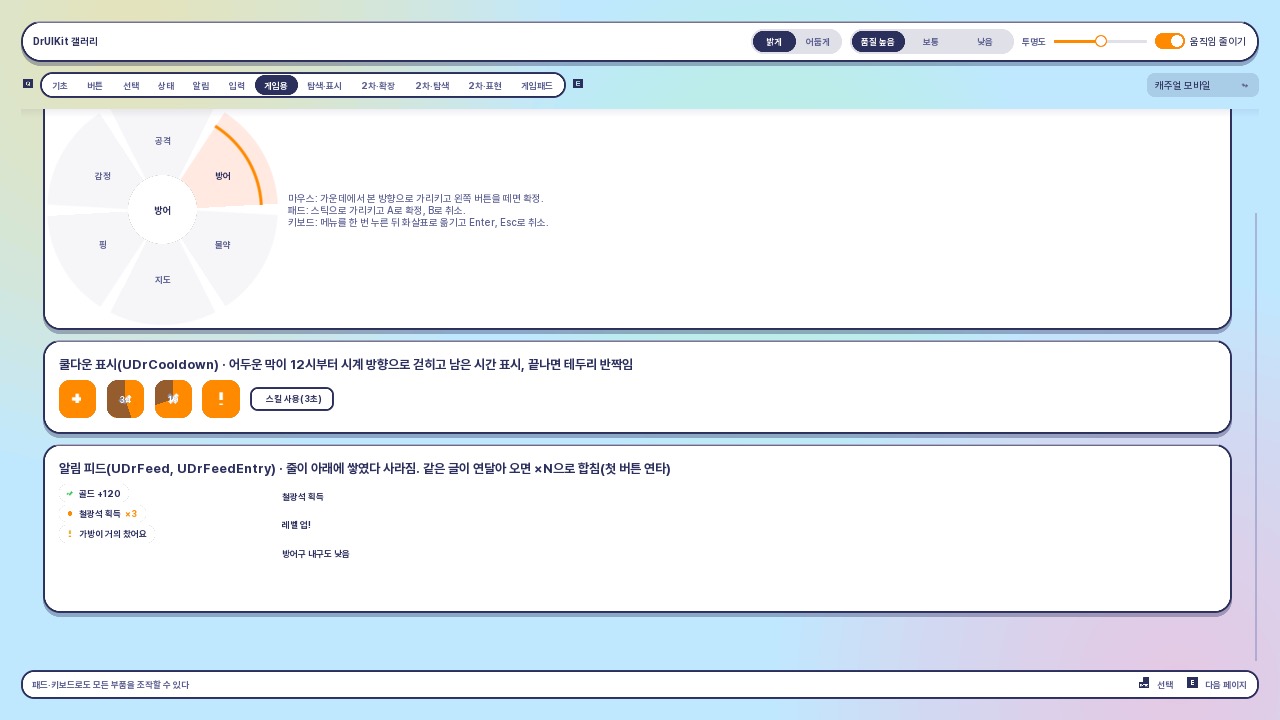 DrUIKit 갤러리
밝게 어둡게 품질 높음 보통 낮음 투명도 움직임 줄이기
Q 기초 버튼 선택 상태 알림 입력 게임용 탐색·표시 2차·확장 2차·탐색 2차·표현 게임패드 E 캐주얼 모바일
공격
감정 방어
방어
핑 물약
지도
마우스: 가운데에서 본 방향으로 가리키고 왼쪽 버튼을 떼면 확정.
패드: 스틱으로 가리키고 A로 확정, B로 취소.
키보드: 메뉴를 한 번 누른 뒤 화살표로 옮기고 Enter, Esc로 취소.
쿨다운 표시(UDrCooldown) · 어두운 막이 12시부터 시계 방향으로 걷히고 남은 시간 표시, 끝나면 테두리 반짝임
스킬 사용(3초)
알림 피드(UDrFeed, UDrFeedEntry) · 줄이 아래에 쌓였다 사라짐. 같은 글이 연달아 오면 ×N으로 합침(첫 버튼 연타)
골드 +120
철광석 획득 ×3
가방이 거의 찼어요
철광석 획득
레벨 업!
방어구 내구도 낮음
패드·키보드로도 모든 부품을 조작할 수 있다 선택 E 다음 페이지